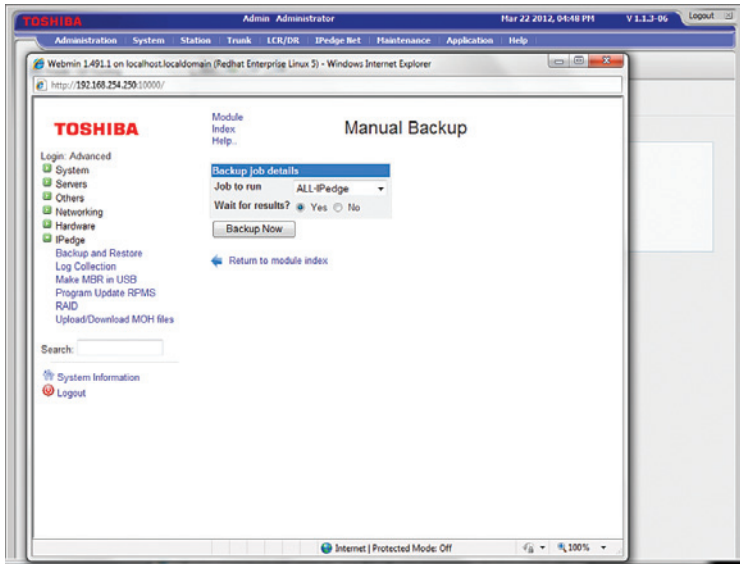 TOSHIBA
Admin Administrator
Mar 22 2012, 04:48 PM
V 1.1.3-06
Logout
Administration System Station Trunk LCR/DR IPedge Net Maintenance Application Help
Webmin 1.491.1 on localhost.localdomain (Redhat Enterprise Linux 5) - Windows Internet Explorer
http://192.168.254.250:10000/
TOSHIBA
Login: Advanced
System
Servers
Others
Networking
Hardware
IPedge
Backup and Restore
Log Collection
Make MBR in USB
Program Update RPMS
RAID
Upload/Download MOH files
Search:
System Information
Logout
Module
Index
Help..
Manual Backup
Backup job details
Job to run ALL-IPedge
Wait for results? Yes No
Backup Now
Return to module index
Internet | Protected Mode: Off
100%